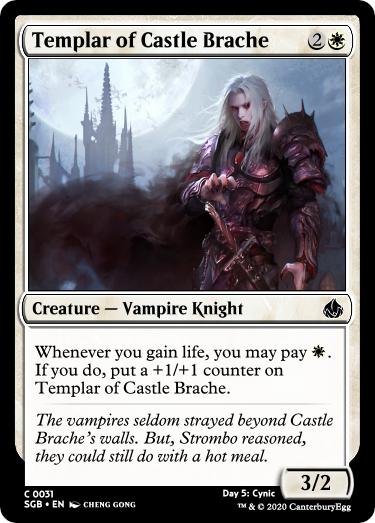 Templar of Castle Brache 2
Creature — Vampire Knight
Whenever you gain life, you may pay .
If you do, put a +1/+1 counter on
Templar of Castle Brache.
The vampires seldom strayed beyond Castle
Brache's walls. But, Strombo reasoned,
they could still do with a hot meal.
3/2
C 0031
SGB • EN CHENG GONG
Day 5: Cynic
™ & © 2020 CanterburyEgg